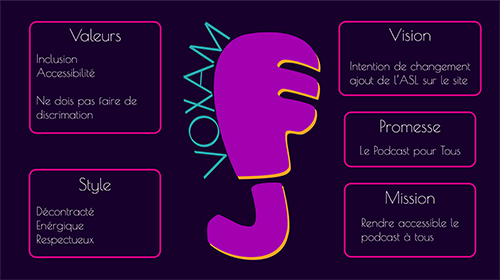 Valeurs
Inclusion
Accessibilité
Ne dois pas faire de
discrimation
Style
Décontracté
Enérgique
Respectueux
VOXAM
Vision
Intention de changement
ajout de l'ASL sur le site
Promesse
Le Podcast pour Tous
Mission
Rendre accessible le
podcast à tous